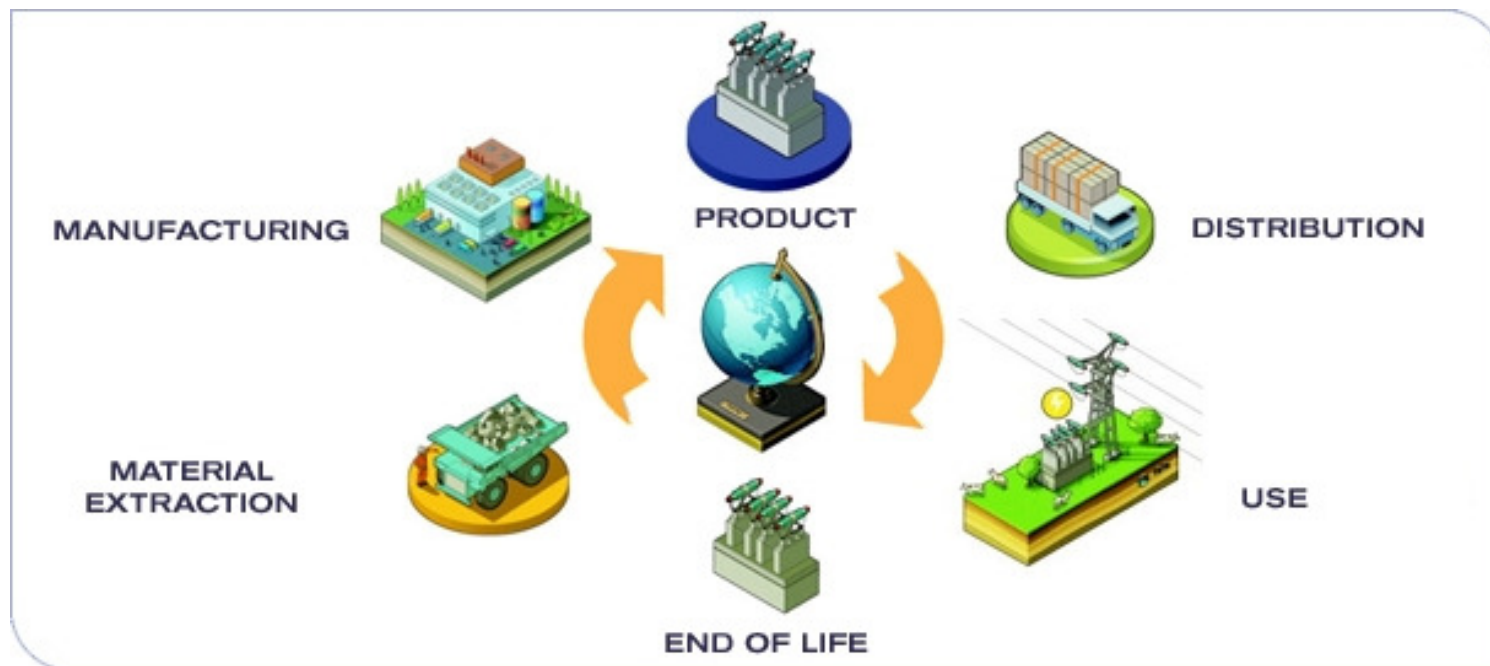 PRODUCT
MANUFACTURING
DISTRIBUTION
MATERIAL
EXTRACTION
USE
END OF LIFE